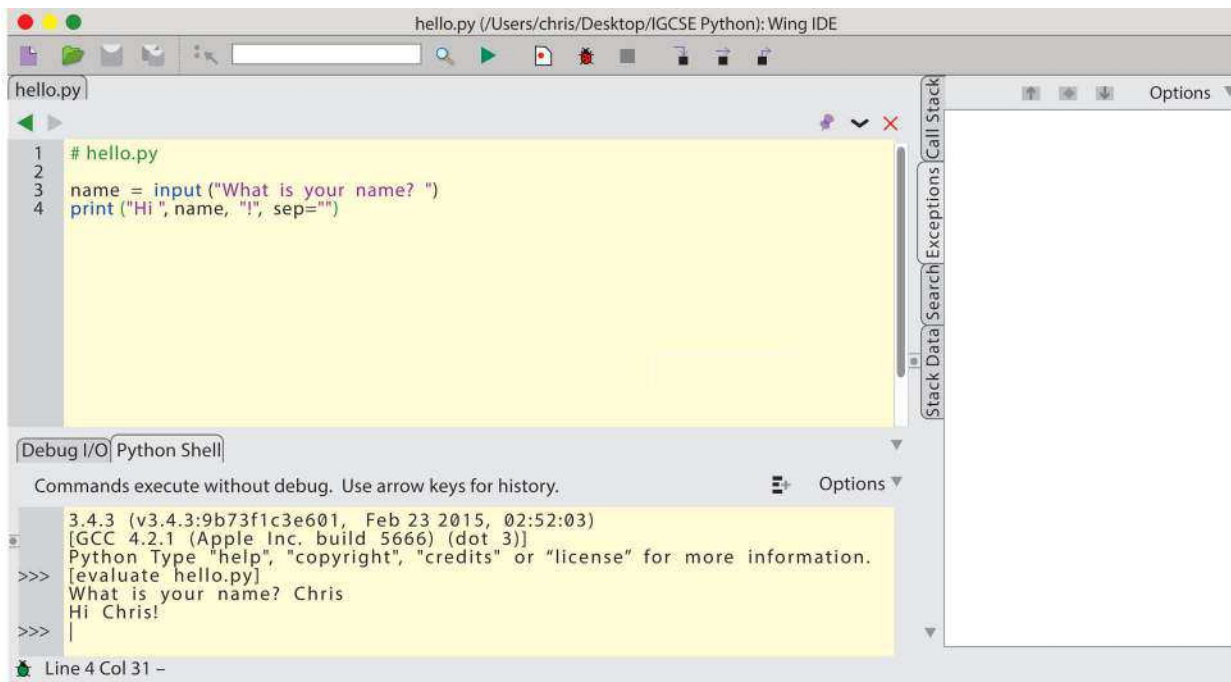 hello.py (/Users/chris/Desktop/IGCSE Python): Wing IDE
hello.py
Options
1 # hello.py
2
3 name = input ("What is your name? ")
4 print ("Hi ", name, "!", sep="")
Call Stack
Exceptions
Search
Stack Data
Debug I/O Python Shell
Commands execute without debug. Use arrow keys for history.
Options
3.4.3 (v3.4.3:9b73f1c3e601, Feb 23 2015, 02:52:03)
[GCC 4.2.1 (Apple Inc. build 5666) (dot 3)]
Python Type "help", "copyright", "credits" or “license” for more information.
>>> [evaluate hello.py]
What is your name? Chris
Hi Chris!
>>>
Line 4 Col 31 –